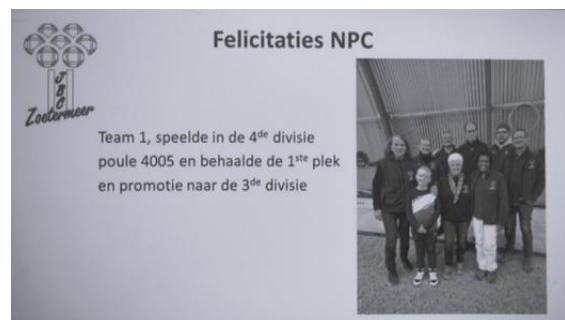 Felicitaties NPC
JBC
Zoetermeer
Team 1, speelde in de 4de divisie
poule 4005 en behaalde de 1ste plek
en promotie naar de 3de divisie